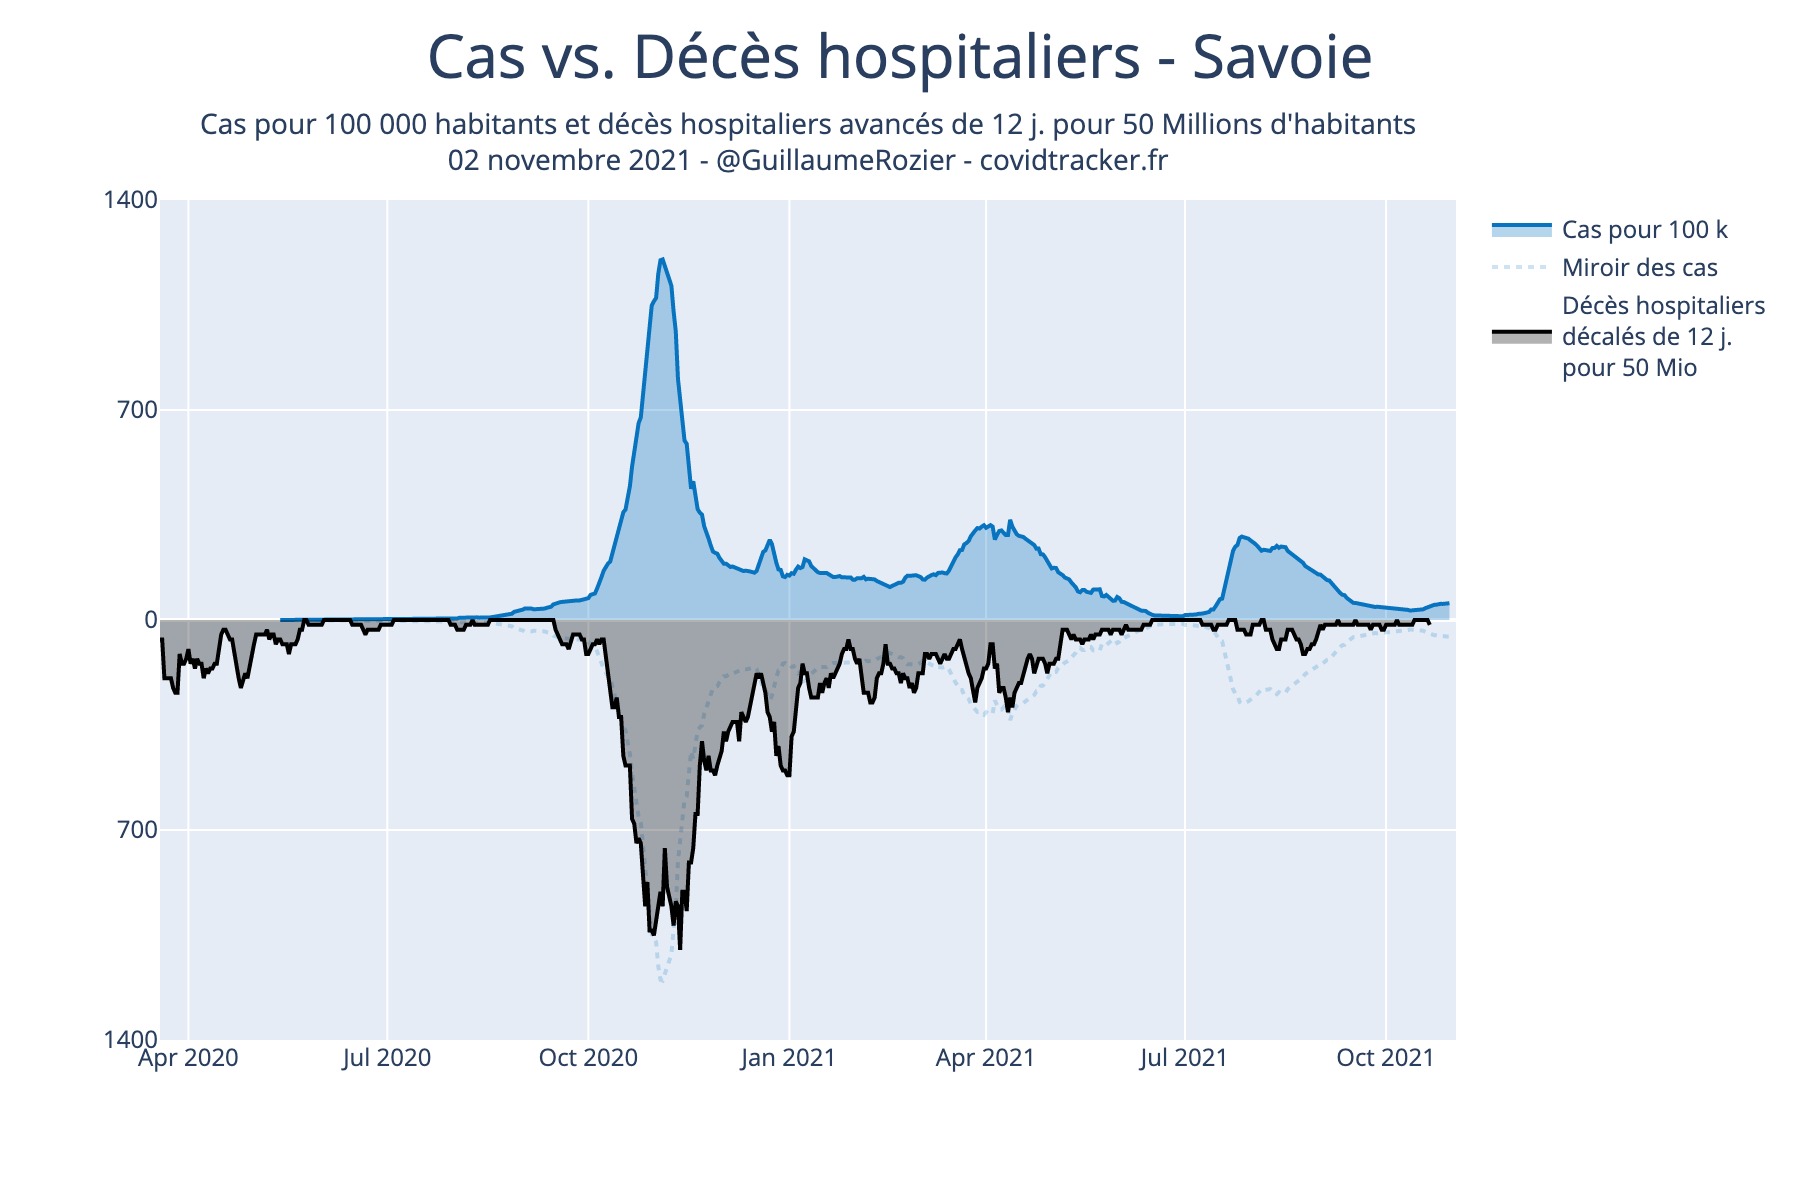 Cas vs. Décès hospitaliers - Savoie
Cas pour 100 000 habitants et décès hospitaliers avancés de 12 j. pour 50 Millions d'habitants
02 novembre 2021 - @GuillaumeRozier - covidtracker.fr
1400
700
0
700
1400
Apr 2020
Jul 2020
Oct 2020
Jan 2021
Apr 2021
Jul 2021
Oct 2021
Cas pour 100 k
Miroir des cas
Décès hospitaliers
décalés de 12 j.
pour 50 Mio